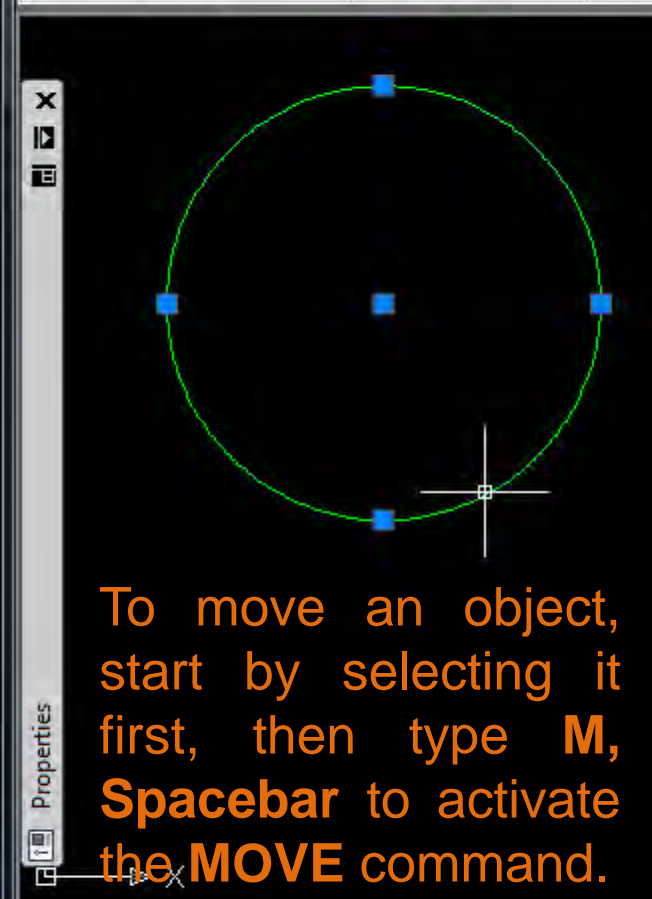 Properties
To move an object,
start by selecting it
first, then type M,
Spacebar to activate
the MOVE command.
X